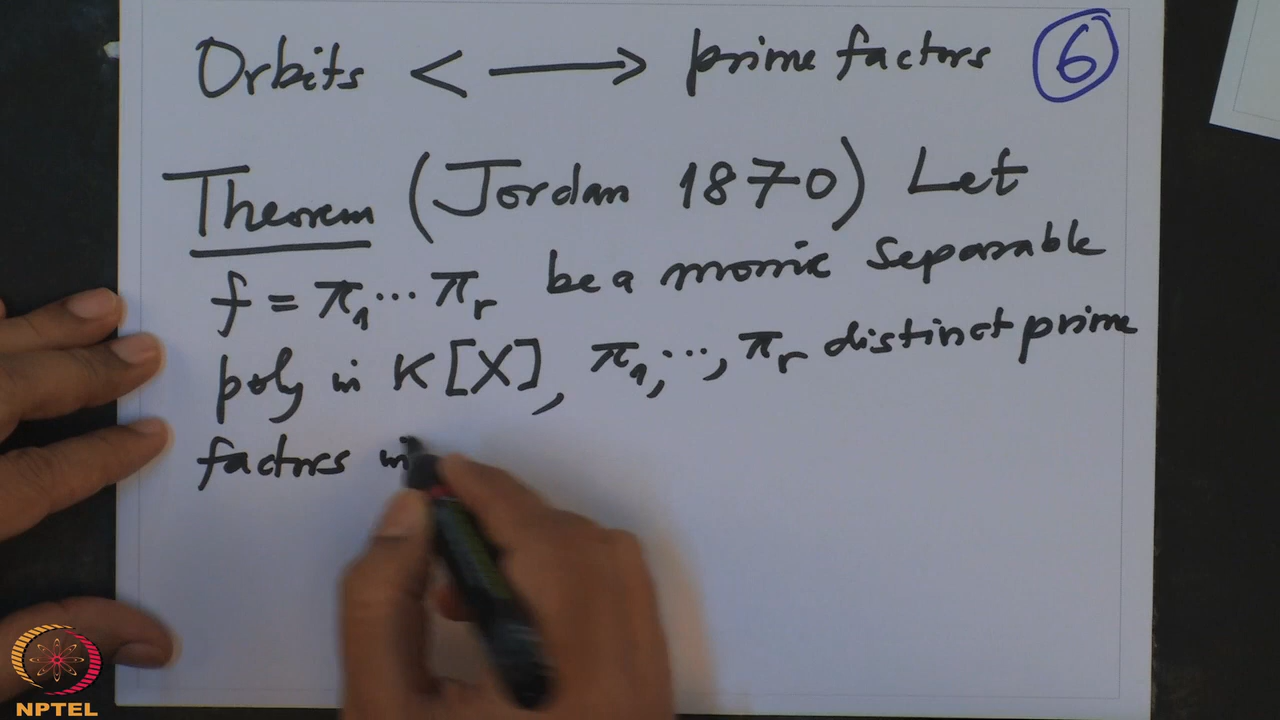 Orbits <—> prime factors ⑥
Theorem (Jordan 1870) Let
f = π₁⋯πᵣ be a monic separable
poly in K[X], π₁,⋯,πᵣ distinct prime
factors in
NPTEL